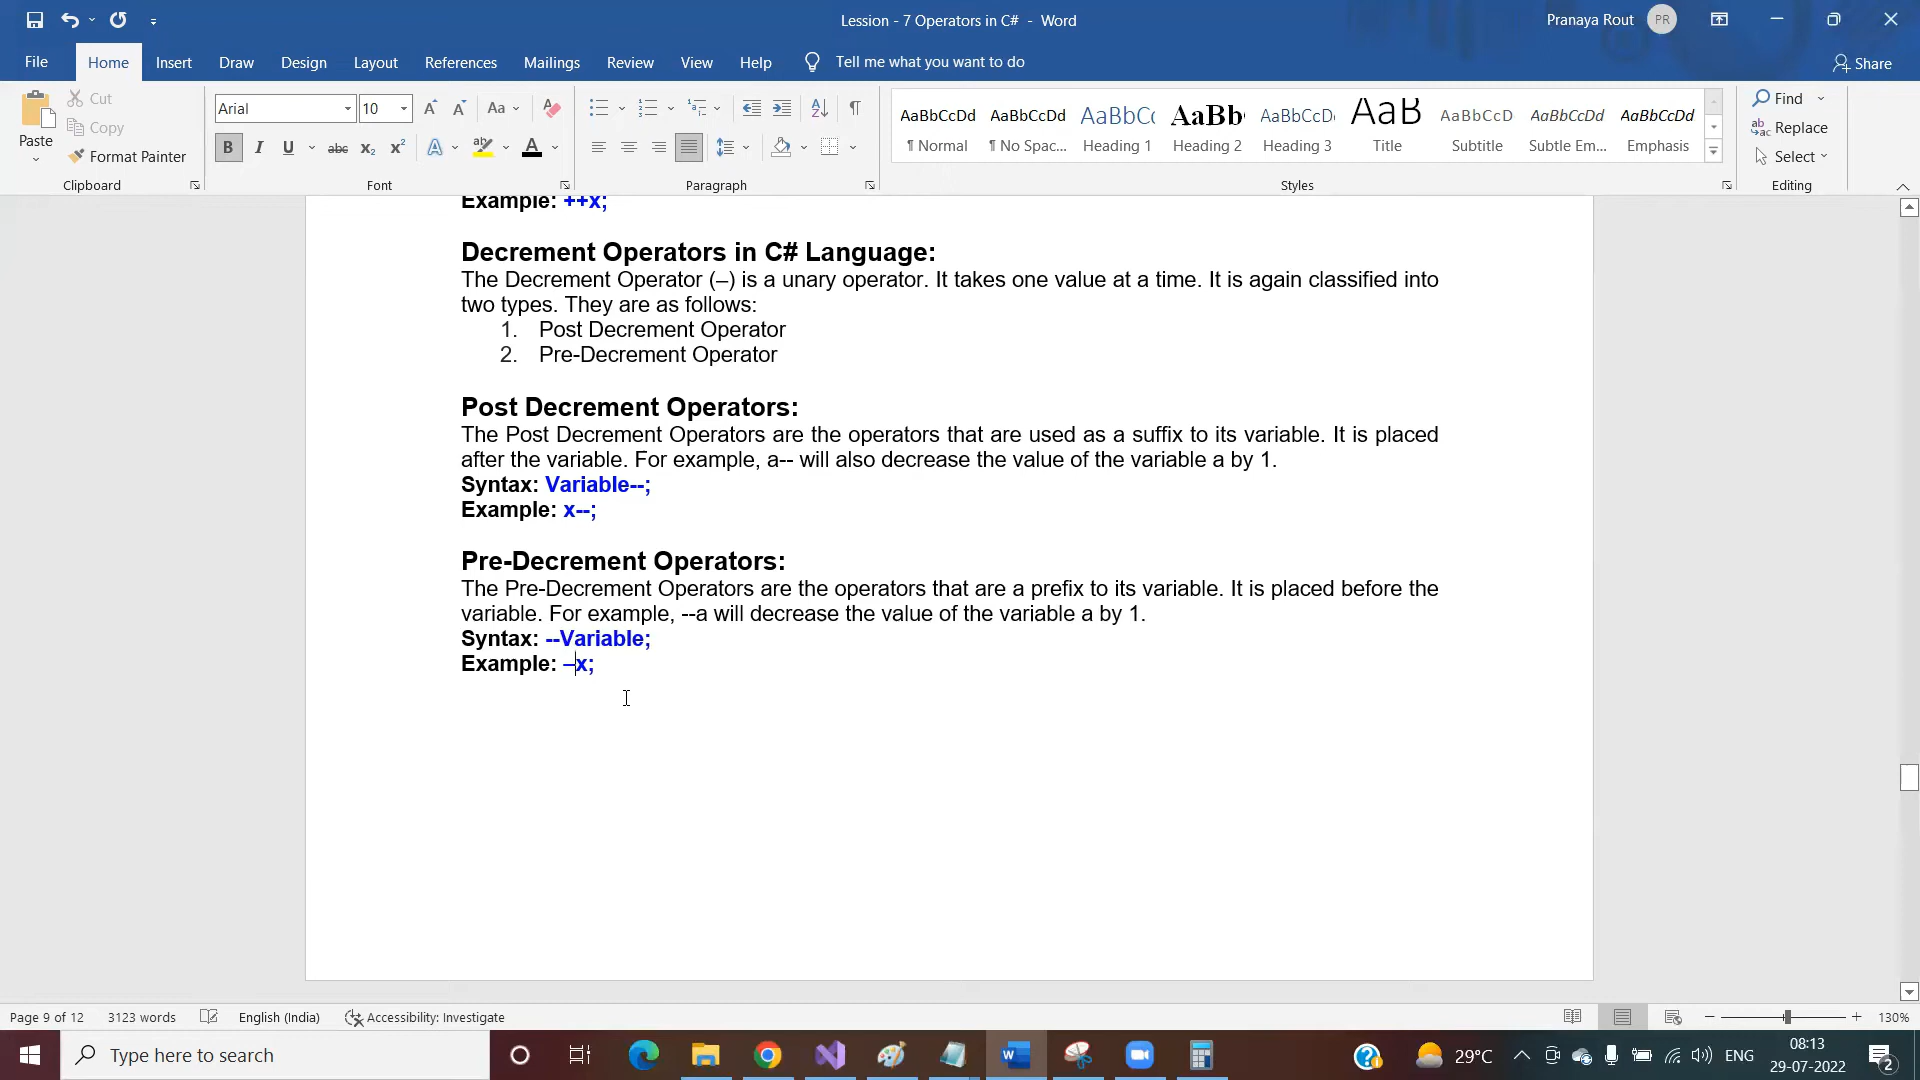 Lession - 7 Operators in C# - Word
Pranaya Rout PR
File Home Insert Draw Design Layout References Mailings Review View Help Tell me what you want to do Share
Paste
Cut
Copy
Format Painter
Clipboard
Arial 10
Font
Paragraph
AaBbCcDd AaBbCcDd AaBbCc AaBb AaBbCcD AaB AaBbCcD AaBbCcDd AaBbCcDd
¶ Normal ¶ No Spac... Heading 1 Heading 2 Heading 3 Title Subtitle Subtle Em... Emphasis
Styles
Find
Replace
Select
Editing
Example: ++x;
Decrement Operators in C# Language:
The Decrement Operator (–) is a unary operator. It takes one value at a time. It is again classified into
two types. They are as follows:
1. Post Decrement Operator
2. Pre-Decrement Operator
Post Decrement Operators:
The Post Decrement Operators are the operators that are used as a suffix to its variable. It is placed
after the variable. For example, a-- will also decrease the value of the variable a by 1.
Syntax: Variable--;
Example: x--;
Pre-Decrement Operators:
The Pre-Decrement Operators are the operators that are a prefix to its variable. It is placed before the
variable. For example, --a will decrease the value of the variable a by 1.
Syntax: --Variable;
Example: –x;
Page 9 of 12 3123 words English (India) Accessibility: Investigate 130%
Type here to search
29°C ENG
08:13
29-07-2022
2